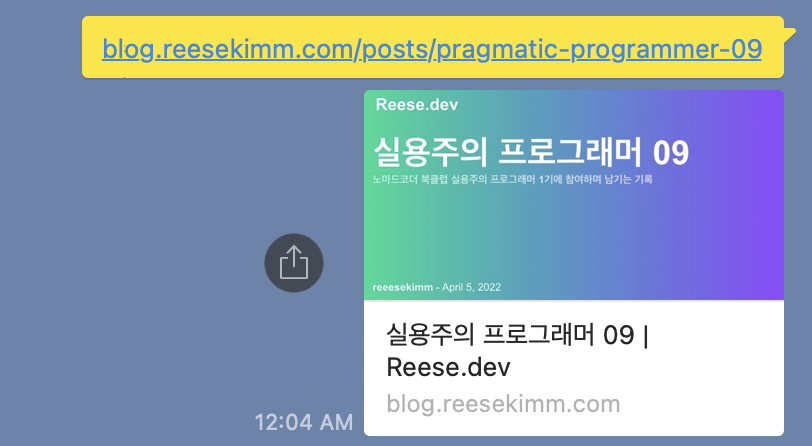 blog.reesekimm.com/posts/pragmatic-programmer-09
Reese.dev
실용주의 프로그래머 09
노마드코더 북클럽 실용주의 프로그래머 1기에 참여하며 남기는 기록
reeesekimm - April 5, 2022
실용주의 프로그래머 09 |
Reese.dev
blog.reesekimm.com
12:04 AM